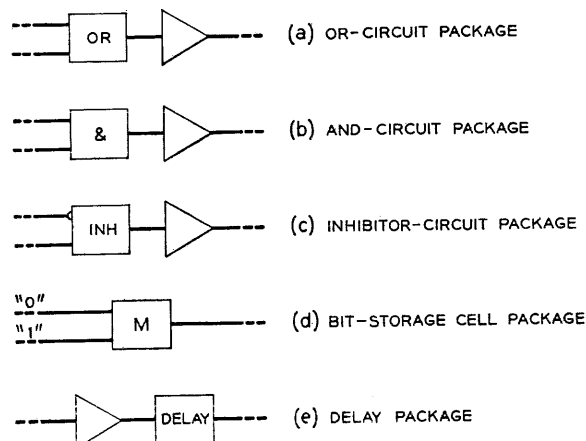 OR (a) OR-CIRCUIT PACKAGE
& (b) AND-CIRCUIT PACKAGE
INH (c) INHIBITOR-CIRCUIT PACKAGE
"0"
"1" M (d) BIT-STORAGE CELL PACKAGE
DELAY (e) DELAY PACKAGE